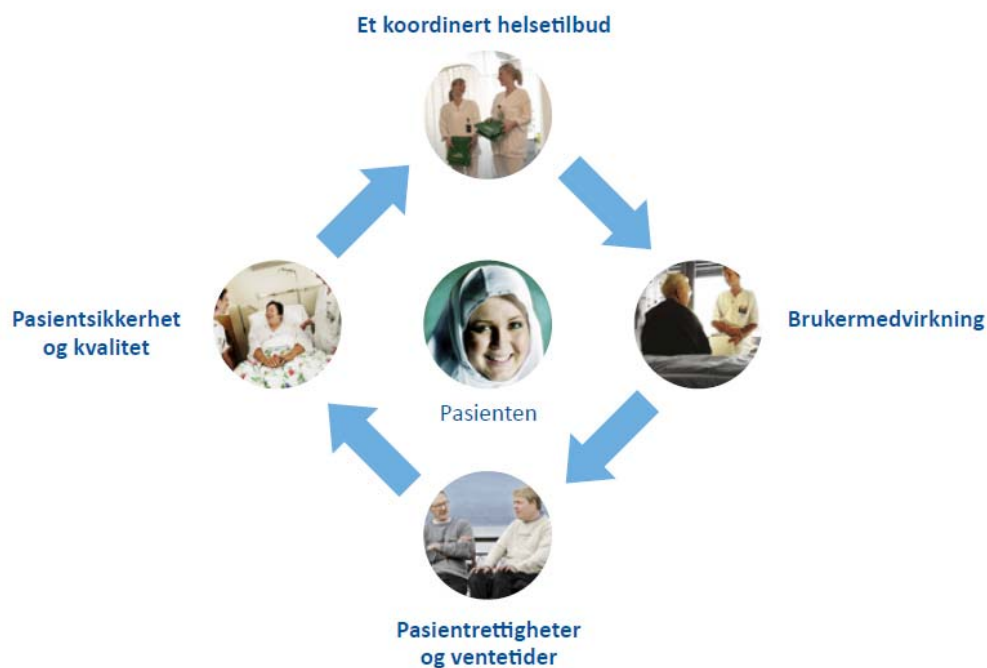 Et koordinert helsetilbud
Pasientsikkerhet
og kvalitet
Brukermedvirkning
Pasienten
Pasientrettigheter
og ventetider